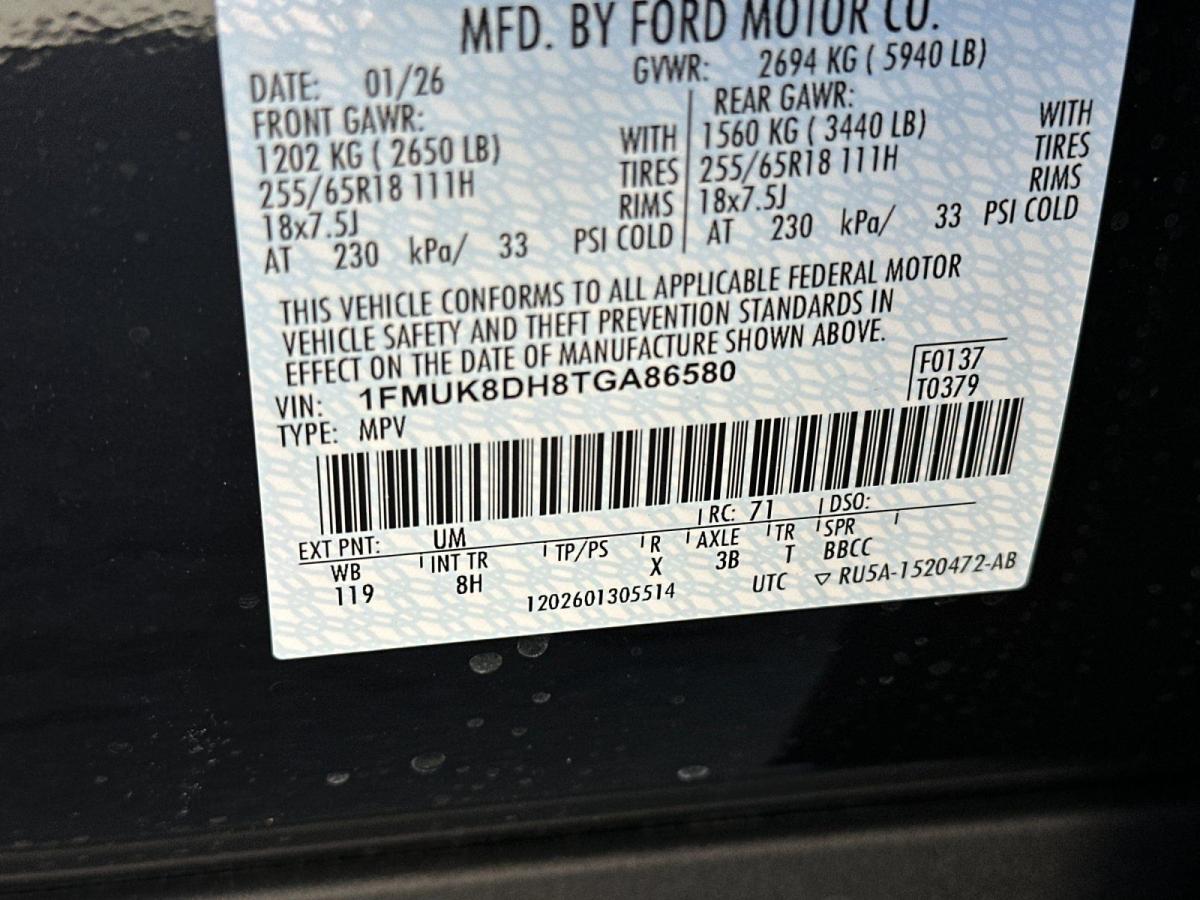 MFD. BY FORD MOTOR CO.
DATE: 01/26 GVWR: 2694 KG ( 5940 LB)
FRONT GAWR: REAR GAWR:
1202 KG ( 2650 LB) WITH 1560 KG ( 3440 LB) WITH
255/65R18 111H TIRES 255/65R18 111H TIRES
18x7.5J RIMS 18x7.5J RIMS
AT 230 kPa/ 33 PSI COLD AT 230 kPa/ 33 PSI COLD
THIS VEHICLE CONFORMS TO ALL APPLICABLE FEDERAL MOTOR
VEHICLE SAFETY AND THEFT PREVENTION STANDARDS IN
EFFECT ON THE DATE OF MANUFACTURE SHOWN ABOVE.
VIN: 1FMUK8DH8TGA86580 F0137
TYPE: MPV T0379
EXT PNT: UM RC: 71 DSO:
WB INT TR TP/PS R AXLE TR SPR
119 8H X 3B T BBCC
1202601305514 UTC ▽ RU5A-1520472-AB